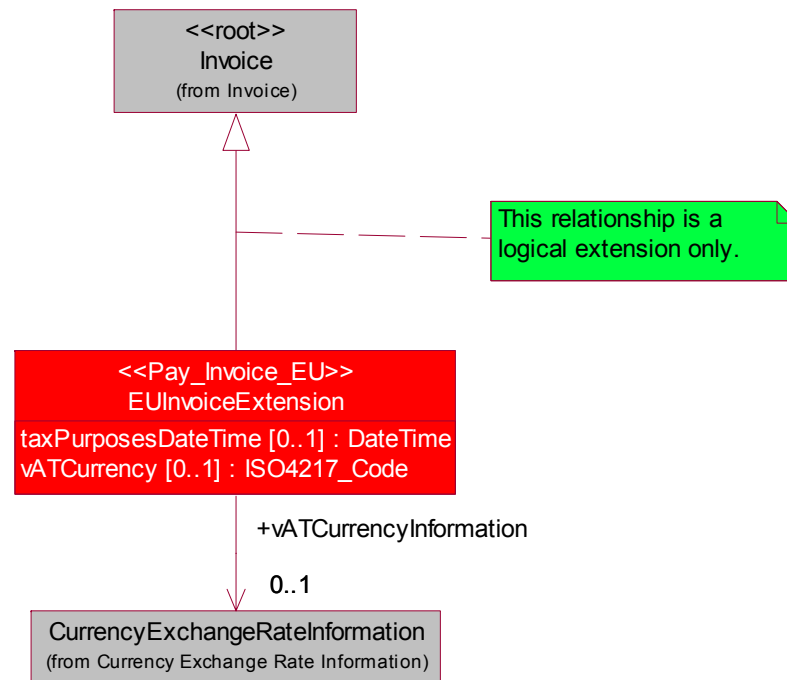 <<root>>
Invoice
(from Invoice)
This relationship is a
logical extension only.
<<Pay_Invoice_EU>>
EUInvoiceExtension
taxPurposesDateTime [0..1] : DateTime
vATCurrency [0..1] : ISO4217_Code
+vATCurrencyInformation
0..1
CurrencyExchangeRateInformation
(from Currency Exchange Rate Information)